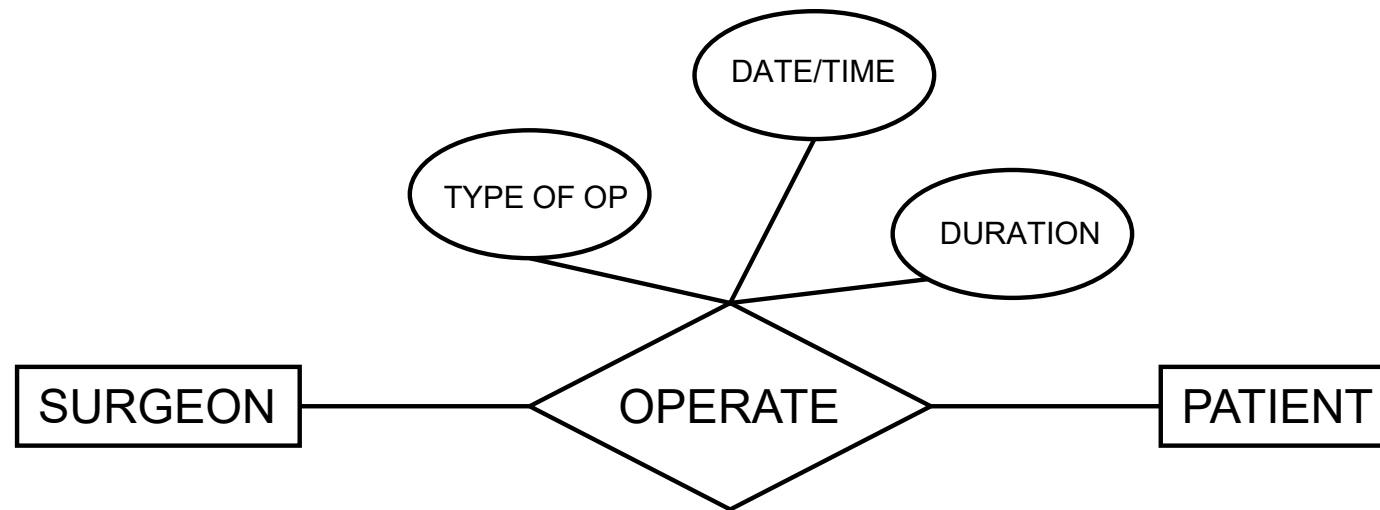 DATE/TIME
TYPE OF OP
DURATION
SURGEON
OPERATE
PATIENT